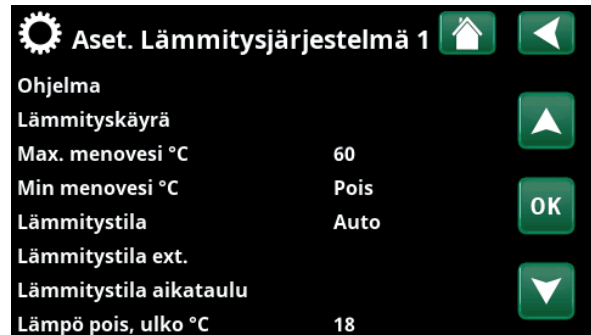 Aset. Lämmitysjärjestelmä 1
Ohjelma
Lämmityskäyrä
Max. menovesi °C 60
Min menovesi °C Pois
Lämmitystila Auto
OK
Lämmitystila ext.
Lämmitystila aikataulu
Lämpö pois, ulko °C 18